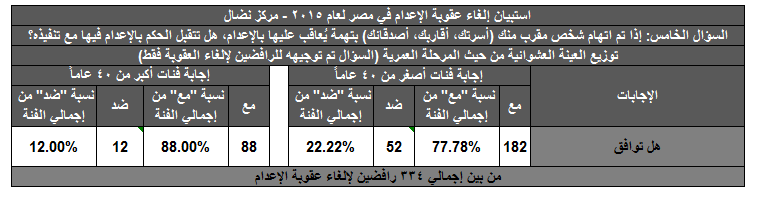 استبيان إلغاء عقوبة الإعدام في مصر لعام ٢٠١٥ - مركز نضال
السؤال الخامس: إذا تم اتهام شخص مقرب منك (أسرتك، أقاربك، أصدقائك) بتهمة يُعاقب عليها بالإعدام، هل تتقبل الحكم بالإعدام فيها مع تنفيذه؟
توزيع العينة العشوائية من حيث المرحلة العمرية (السؤال تم توجيهه للرافضين لإلغاء العقوبة فقط)
الإجابات
إجابة فئات أصغر من ٤٠ عاماً
إجابة فئات أكبر من ٤٠ عاماً
مع
نسبة "مع" من إجمالي الفئة
ضد
نسبة "ضد" من إجمالي الفئة
مع
نسبة "مع" من إجمالي الفئة
ضد
نسبة "ضد" من إجمالي الفئة
هل توافق
182
77.78%
52
22.22%
88
88.00%
12
12.00%
من بين إجمالي ٣٣٤ رافضين لإلغاء عقوبة الإعدام